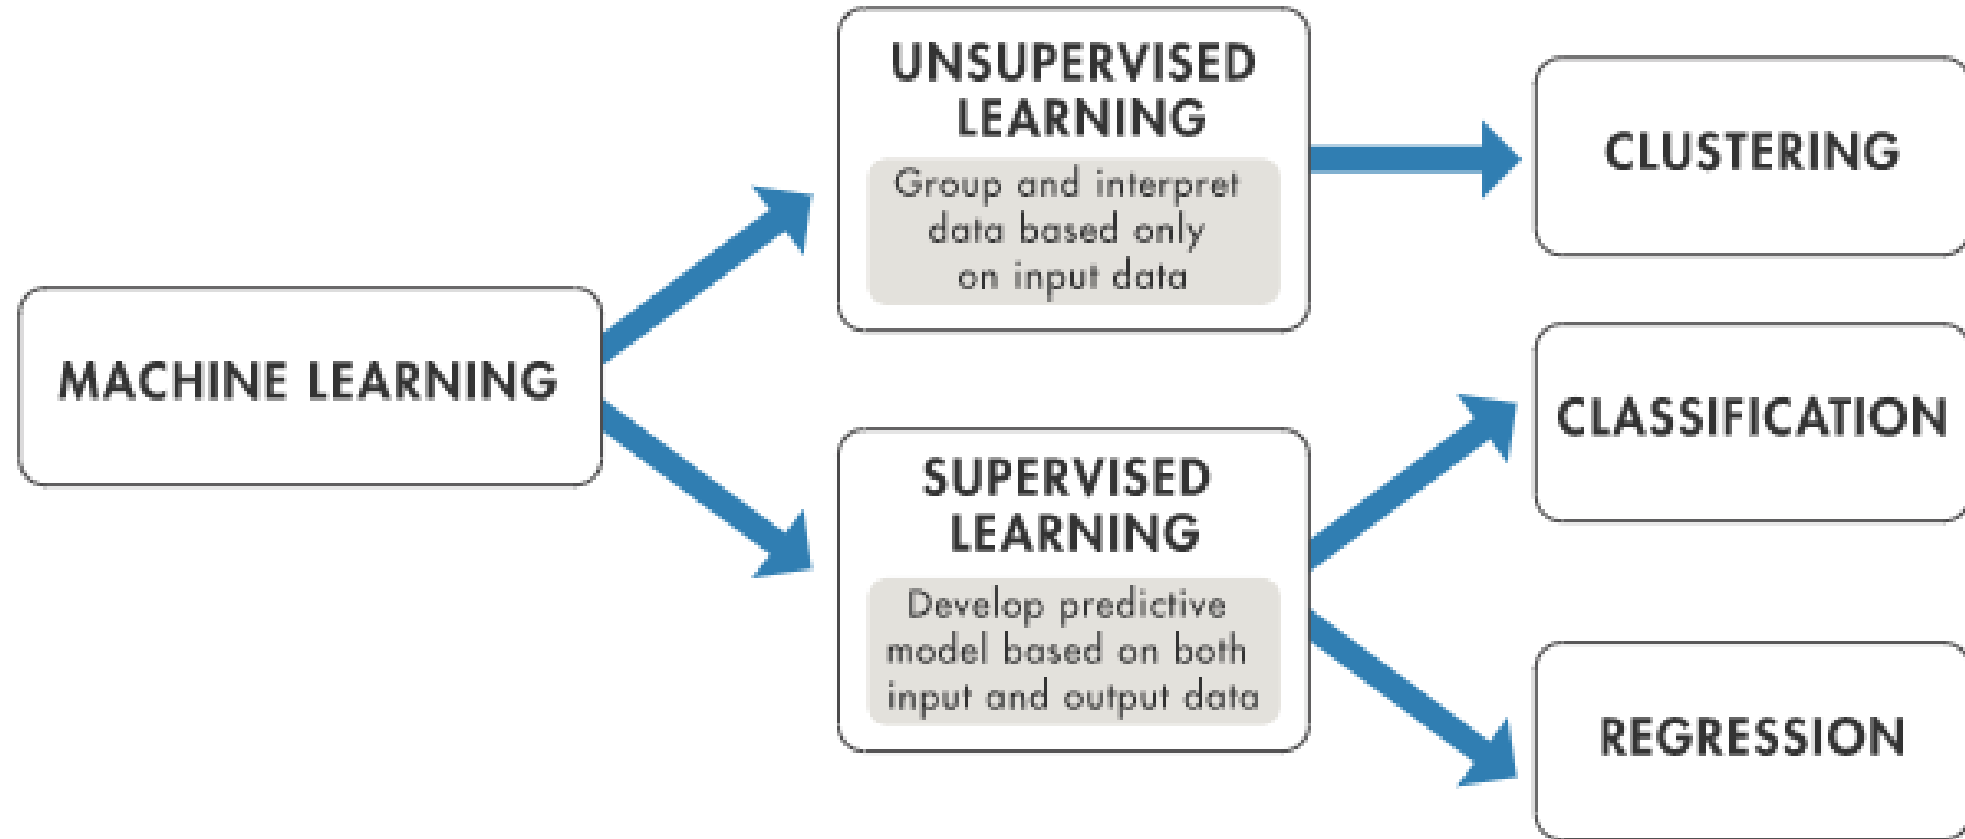 MACHINE LEARNING
UNSUPERVISED
LEARNING
Group and interpret
data based only
on input data
SUPERVISED
LEARNING
Develop predictive
model based on both
input and output data
CLUSTERING
CLASSIFICATION
REGRESSION